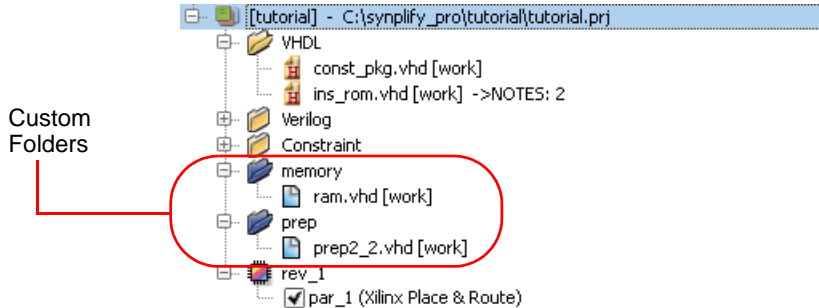 [tutorial] - C:\synplify_pro\tutorial\tutorial.prj
VHDL
const_pkg.vhd [work]
ins_rom.vhd [work] ->NOTES: 2
Verilog
Constraint
Custom
Folders
memory
ram.vhd [work]
prep
prep2_2.vhd [work]
rev_1
par_1 (Xilinx Place & Route)